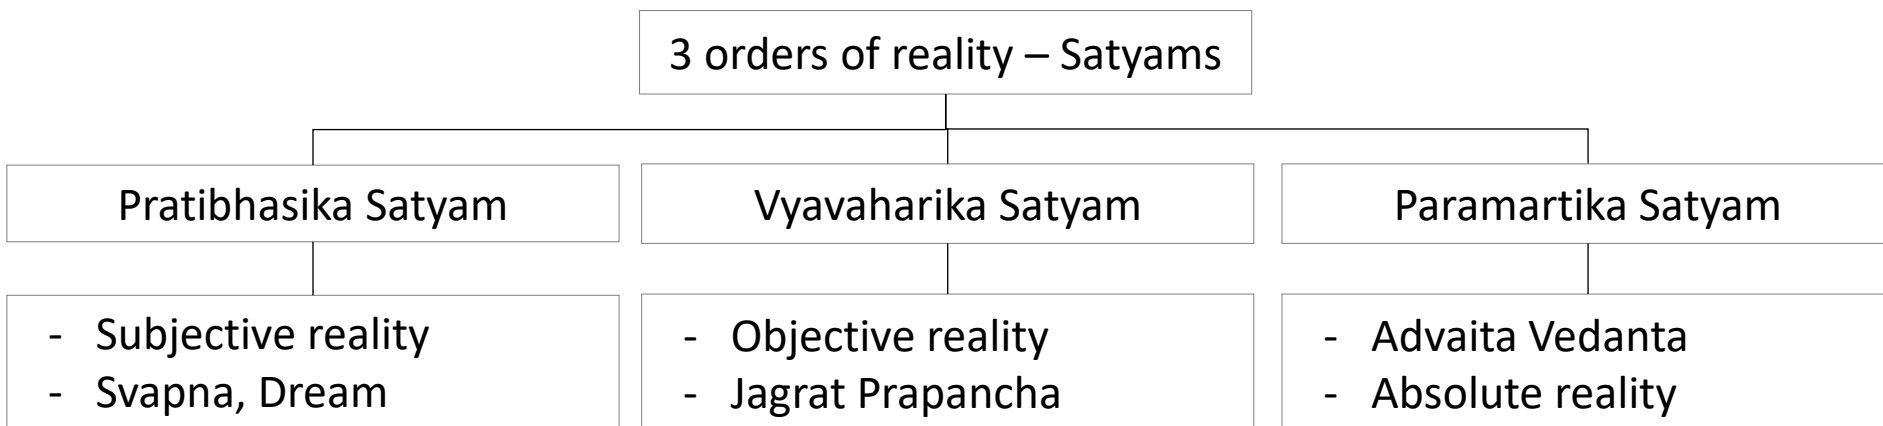 3 orders of reality – Satyams
Pratibhasika Satyam
Vyavaharika Satyam
Paramartika Satyam
- Subjective reality
- Svapna, Dream
- Objective reality
- Jagrat Prapancha
- Advaita Vedanta
- Absolute reality